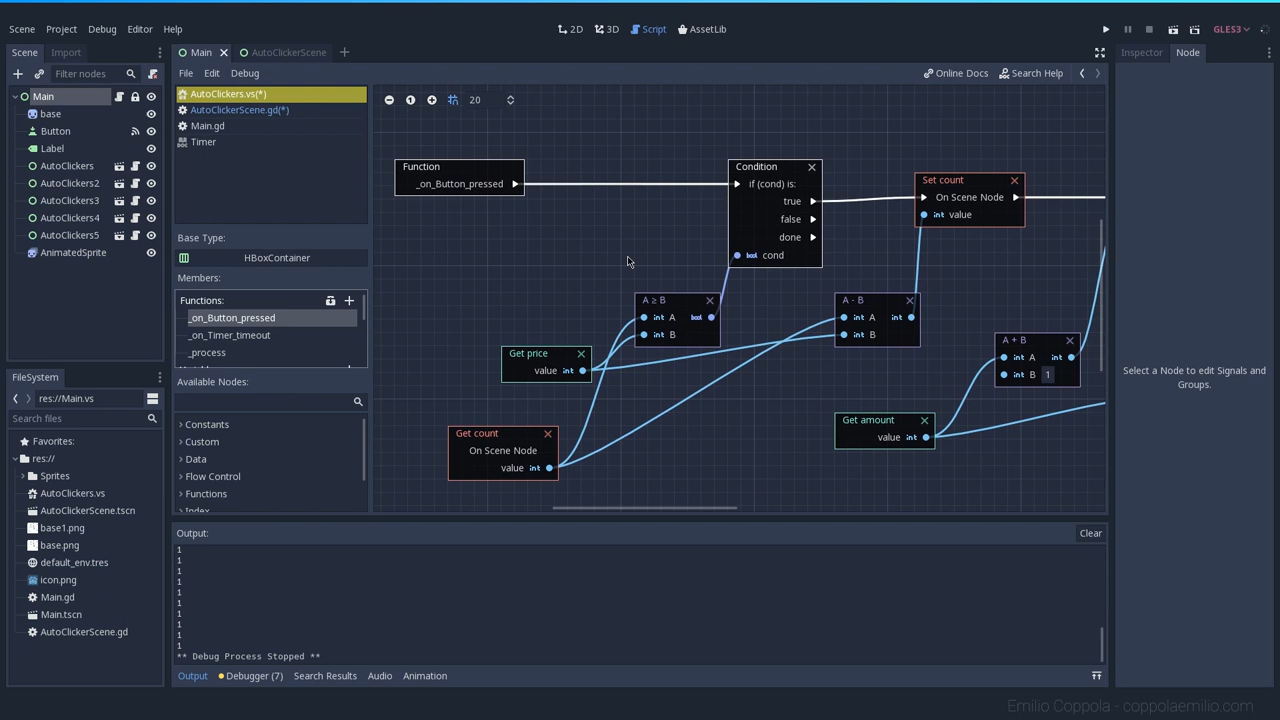 Scene Project Debug Editor Help
2D 3D Script AssetLib
GLES3
Scene Import
Filter nodes
Main
base
Button
Label
AutoClickers
AutoClickers2
AutoClickers3
AutoClickers4
AutoClickers5
AnimatedSprite
FileSystem
res://Main.vs
Search files
Favorites:
res://
Sprites
AutoClickers.vs
AutoClickerScene.tscn
base1.png
base.png
default_env.tres
icon.png
Main.gd
Main.tscn
AutoClickerScene.gd
Main AutoClickerScene
File Edit Debug
Online Docs Search Help
AutoClickers.vs(*)
AutoClickerScene.gd(*)
Main.gd
Timer
Base Type:
HBoxContainer
Members:
Functions:
_on_Button_pressed
_on_Timer_timeout
_process
Available Nodes:
Constants
Custom
Data
Flow Control
Functions
20
Function
_on_Button_pressed
Condition
if (cond) is:
true
false
done
bool cond
Set count
On Scene Node
int value
A ≥ B
int A bool
int B
A - B
int A int
int B
Get price
value int
A + B
int A int
int B 1
Get amount
value int
Get count
On Scene Node
value int
Output:
Clear
1
1
1
1
1
1
1
1
1
1
** Debug Process Stopped **
Output Debugger (7) Search Results Audio Animation
Inspector Node
Select a Node to edit Signals and
Groups.
Emilio Coppola - coppolaemilio.com